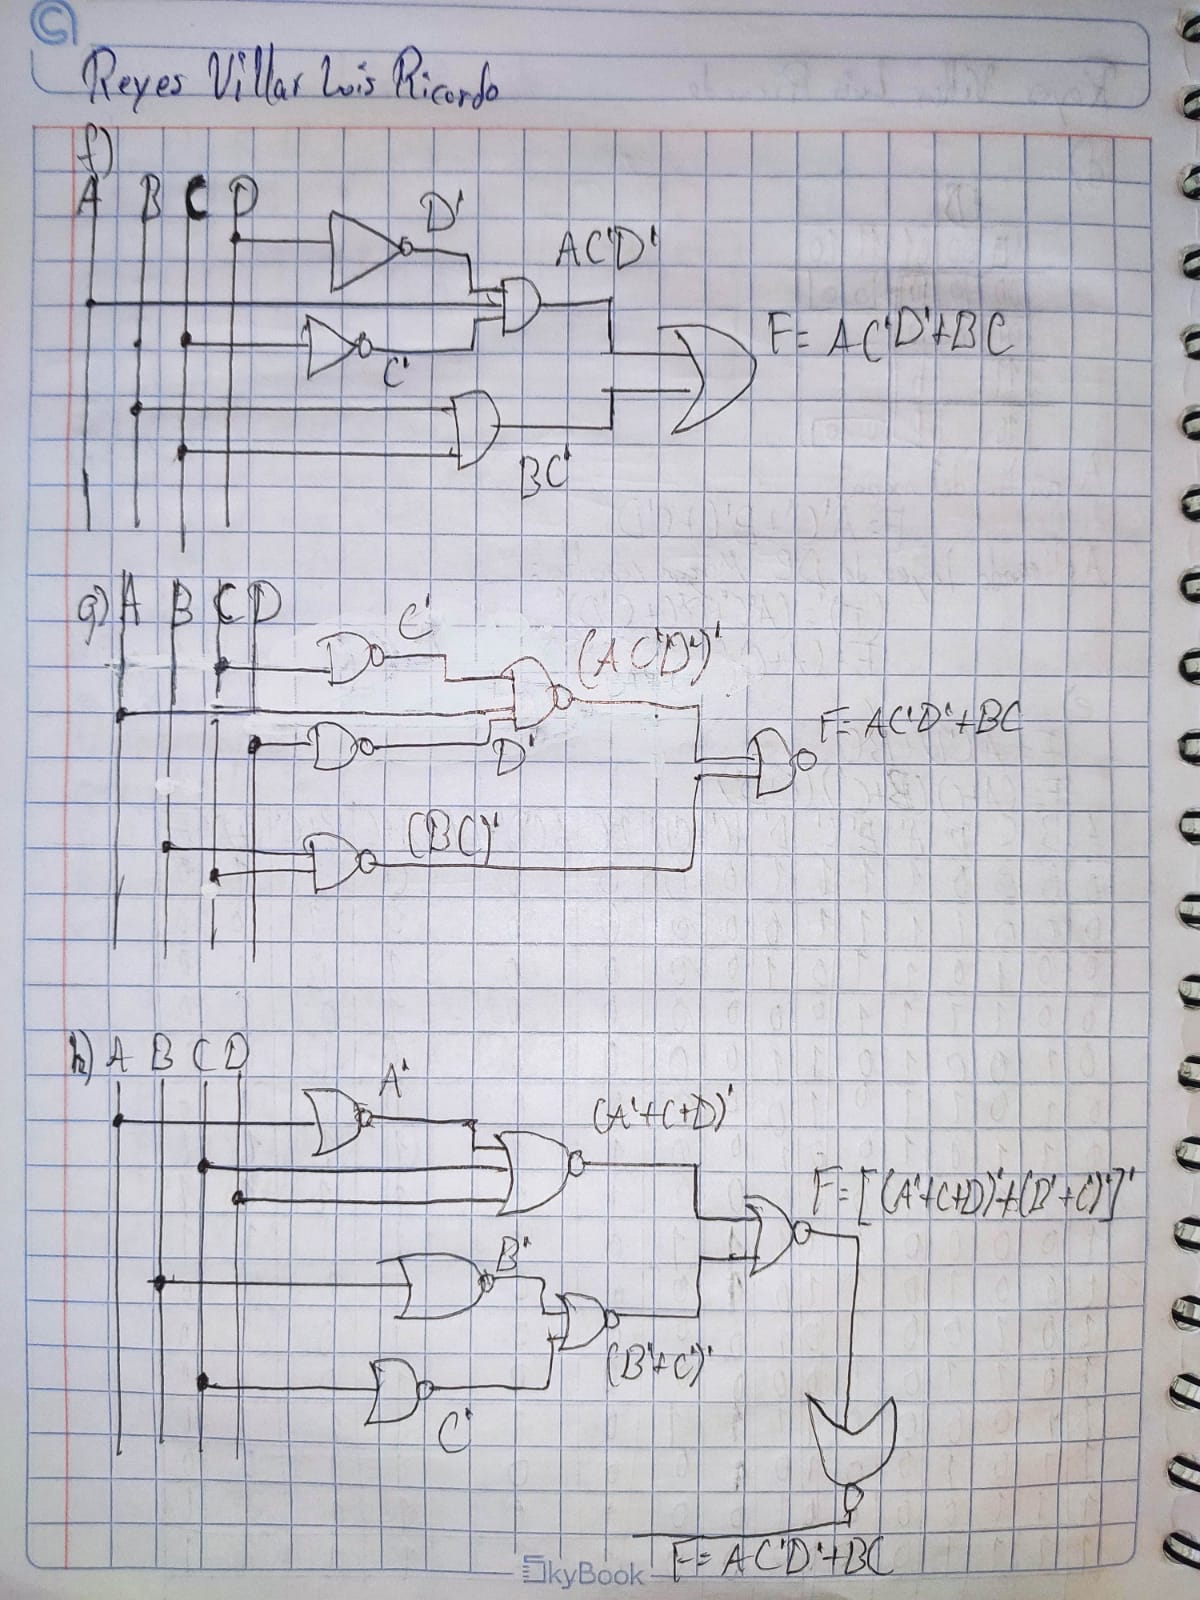 Reyes Villar Luis Ricardo
f)
A B C D
D'
AC'D'
F= AC'D'+BC
C'
BC'
g) A B C D
C'
(AC'D')'
F= AC'D'+BC
D'
(BC)'
h) A B C D
A'
(A'+C+D)'
F=[(A'+C+D)'+(B'+C')']'
B'
(B'+C')'
C'
F= AC'D'+BC
SkyBook